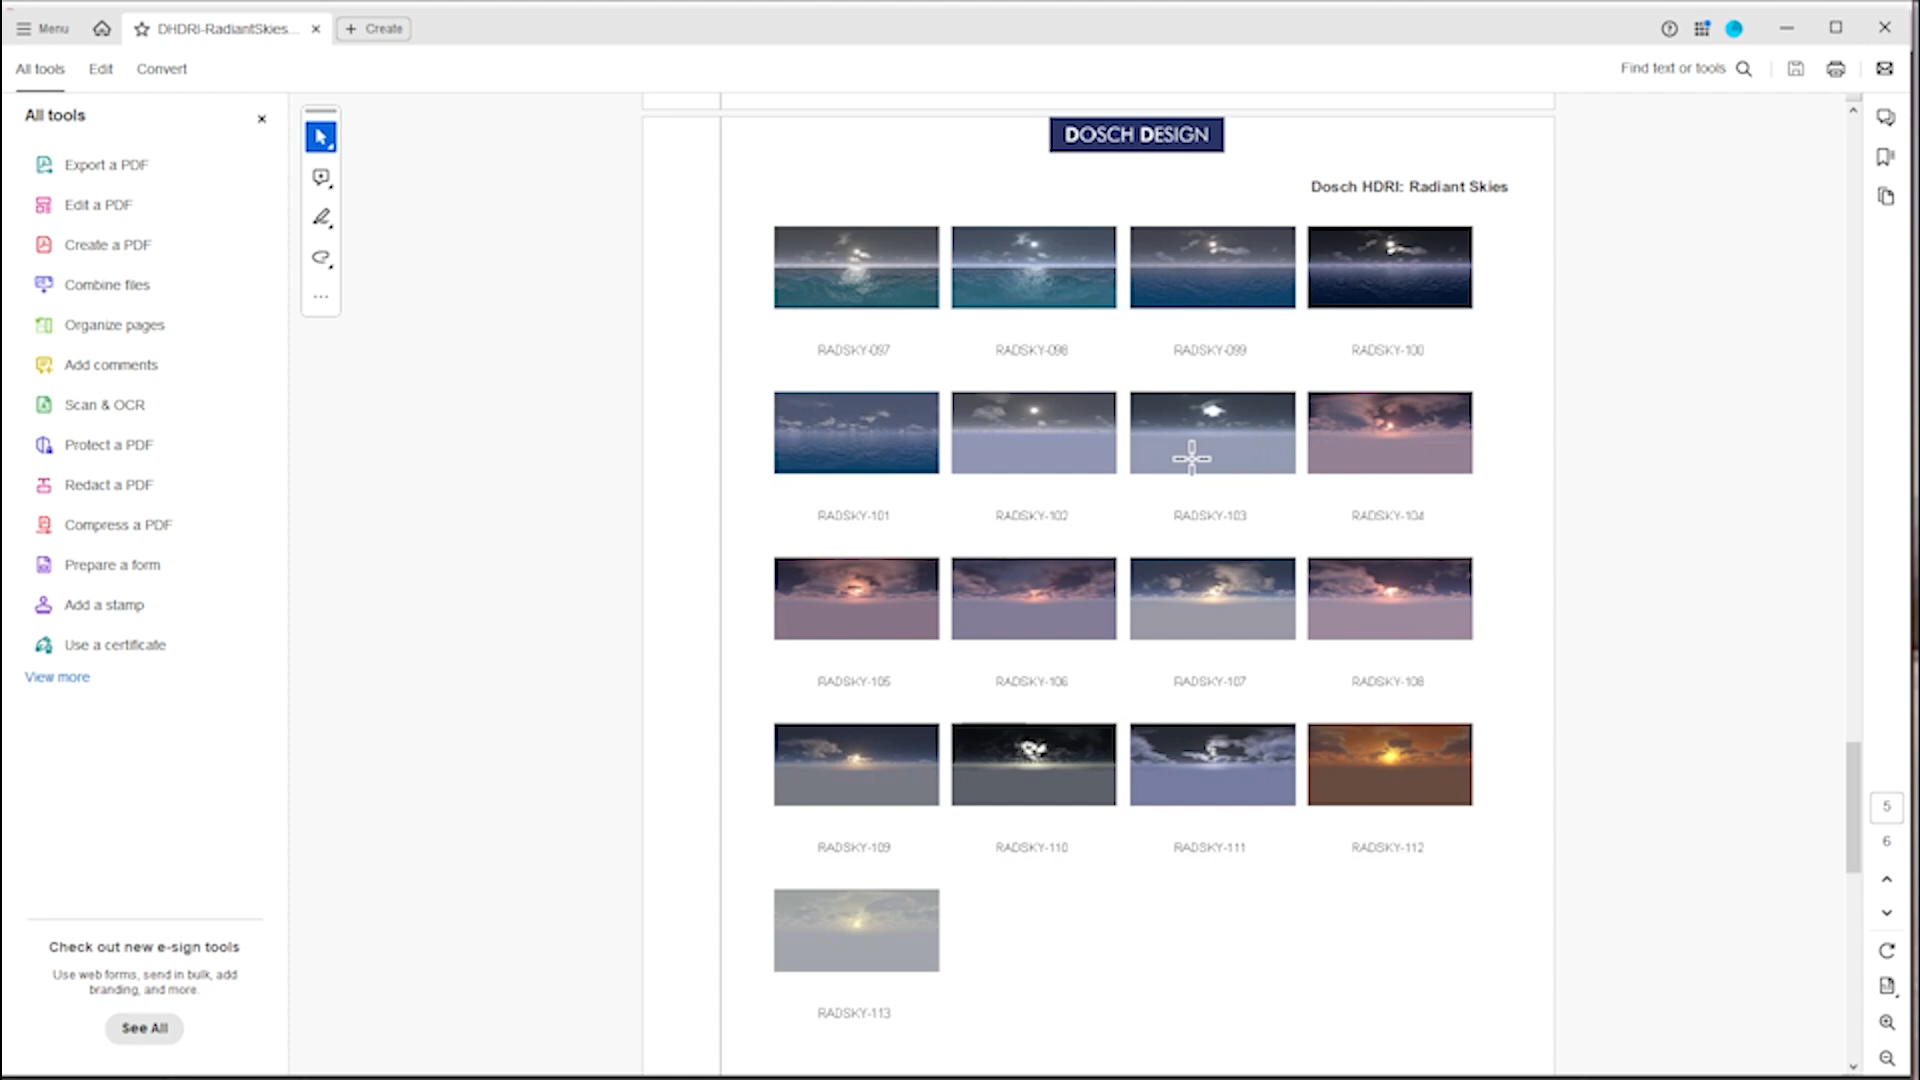 Menu
DHDRI-RadiantSkies...
Create
All tools
Edit
Convert
Find text or tools
All tools
Export a PDF
Edit a PDF
Create a PDF
Combine files
Organize pages
Add comments
Scan & OCR
Protect a PDF
Redact a PDF
Compress a PDF
Prepare a form
Add a stamp
Use a certificate
View more
Check out new e-sign tools
Use web forms, send in bulk, add
branding, and more.
See All
DOSCH DESIGN
Dosch HDRI: Radiant Skies
RADSKY-097 RADSKY-098 RADSKY-099 RADSKY-100
RADSKY-101 RADSKY-102 RADSKY-103 RADSKY-104
RADSKY-105 RADSKY-106 RADSKY-107 RADSKY-108
RADSKY-109 RADSKY-110 RADSKY-111 RADSKY-112
RADSKY-113
5
6